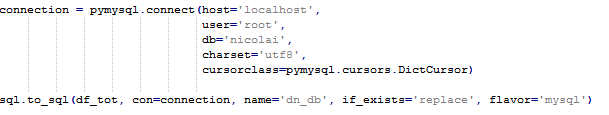 connection = pymysql.connect(host='localhost',
user='root',
db='nicolai',
charset='utf8',
cursorclass=pymysql.cursors.DictCursor)
sql.to_sql(df_tot, con=connection, name='dn_db', if_exists='replace', flavor='mysql')